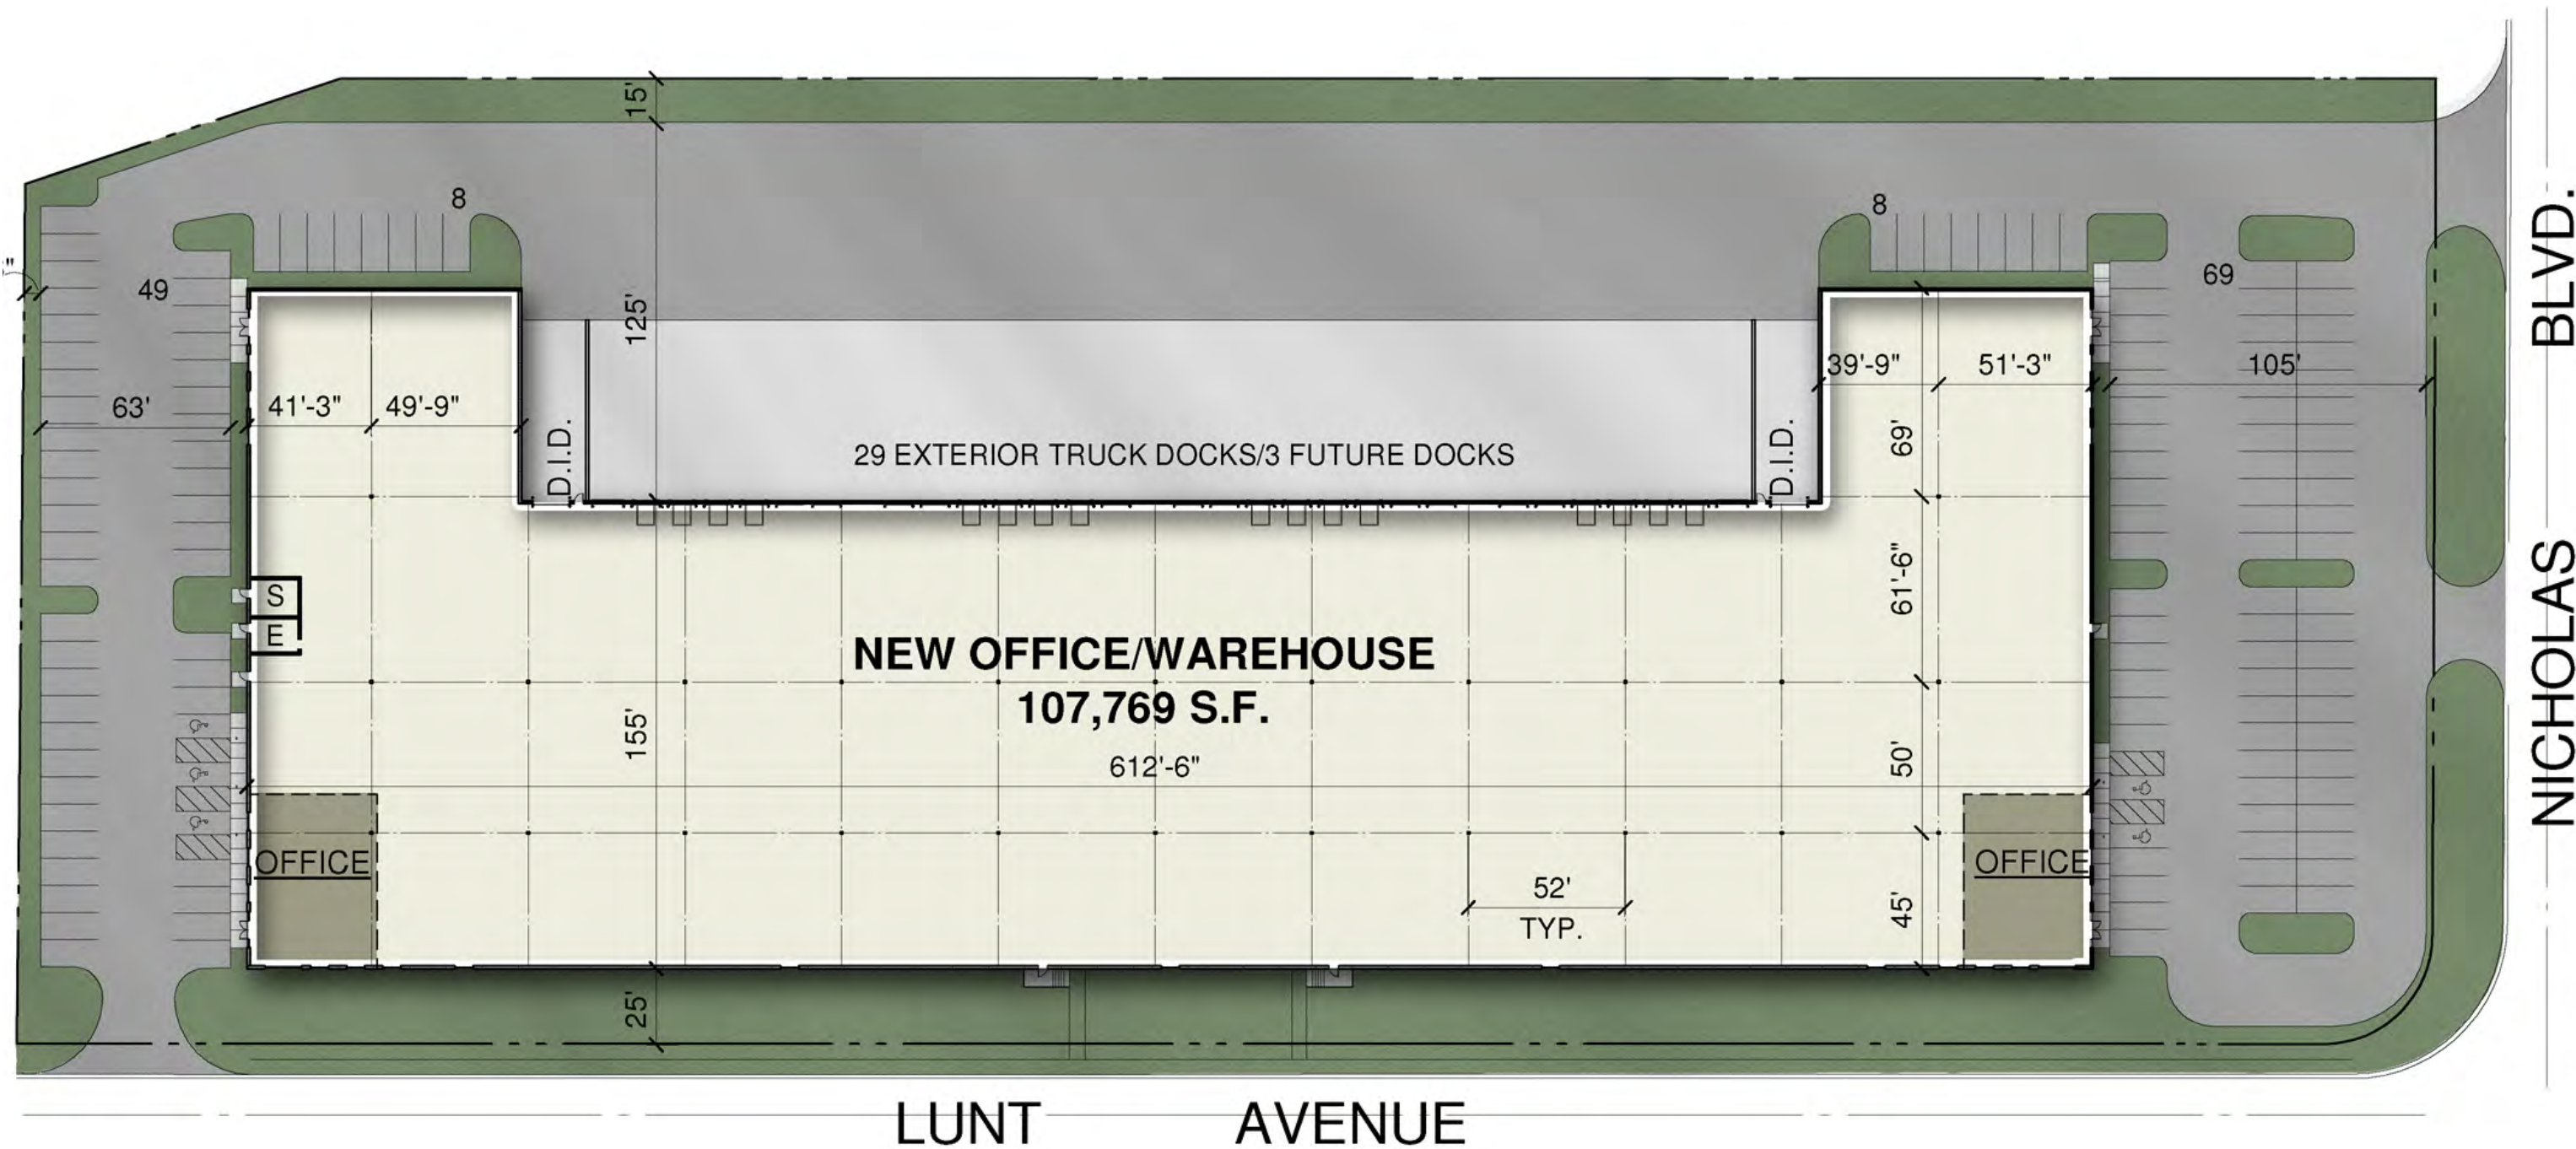 15'
8
8
BLVD.
"
49
69
125'
39'-9"
51'-3"
105'
63'
41'-3"
49'-9"
D.I.D.
29 EXTERIOR TRUCK DOCKS/3 FUTURE DOCKS
D.I.D.
69'
61'-6"
S
E
NEW OFFICE/WAREHOUSE
107,769 S.F.
612'-6"
155'
50'
NICHOLAS
OFFICE
OFFICE
52'
TYP.
45'
25'
LUNT AVENUE